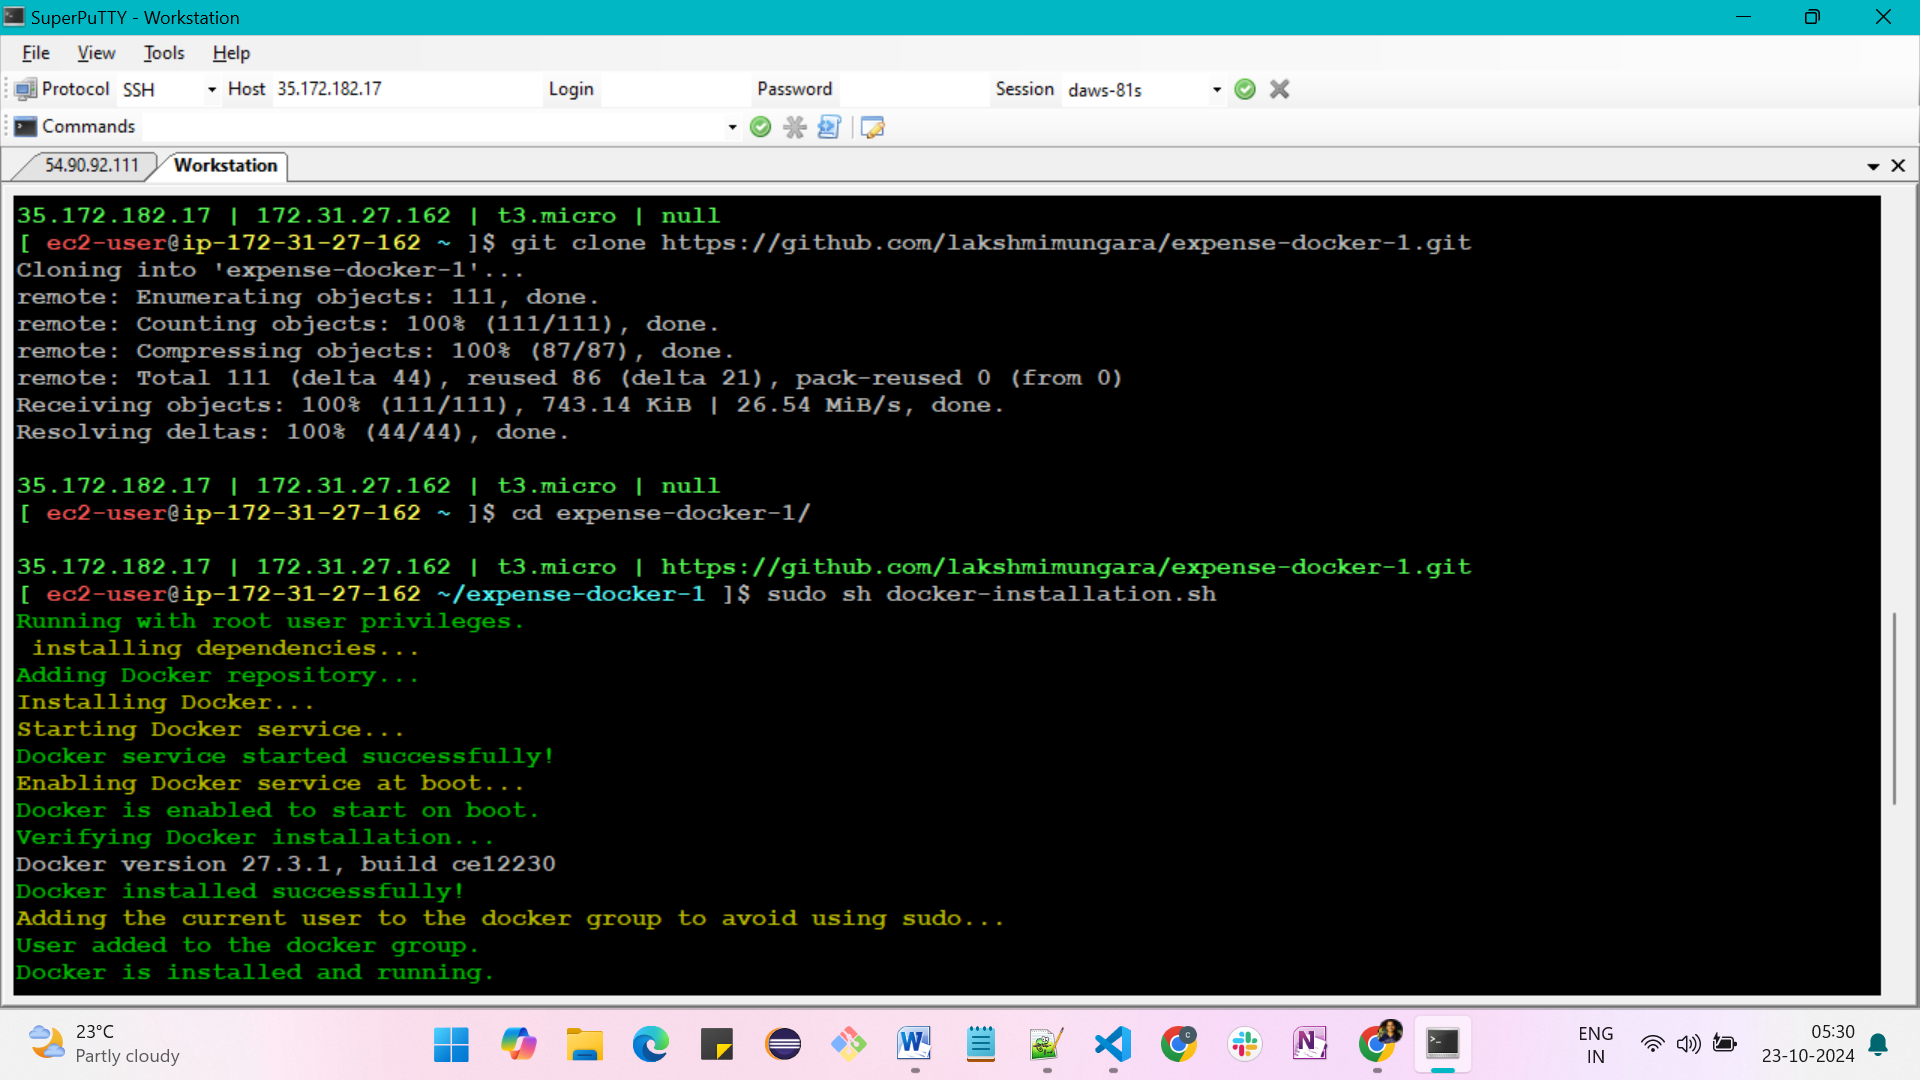 SuperPuTTY - Workstation
File View Tools Help
Protocol SSH Host 35.172.182.17 Login Password Session daws-81s
Commands
54.90.92.111 Workstation
35.172.182.17 | 172.31.27.162 | t3.micro | null
[ ec2-user@ip-172-31-27-162 ~ ]$ git clone https://github.com/lakshmimungara/expense-docker-1.git
Cloning into 'expense-docker-1'...
remote: Enumerating objects: 111, done.
remote: Counting objects: 100% (111/111), done.
remote: Compressing objects: 100% (87/87), done.
remote: Total 111 (delta 44), reused 86 (delta 21), pack-reused 0 (from 0)
Receiving objects: 100% (111/111), 743.14 KiB | 26.54 MiB/s, done.
Resolving deltas: 100% (44/44), done.
35.172.182.17 | 172.31.27.162 | t3.micro | null
[ ec2-user@ip-172-31-27-162 ~ ]$ cd expense-docker-1/
35.172.182.17 | 172.31.27.162 | t3.micro | https://github.com/lakshmimungara/expense-docker-1.git
[ ec2-user@ip-172-31-27-162 ~/expense-docker-1 ]$ sudo sh docker-installation.sh
Running with root user privileges.
installing dependencies...
Adding Docker repository...
Installing Docker...
Starting Docker service...
Docker service started successfully!
Enabling Docker service at boot...
Docker is enabled to start on boot.
Verifying Docker installation...
Docker version 27.3.1, build ce12230
Docker installed successfully!
Adding the current user to the docker group to avoid using sudo...
User added to the docker group.
Docker is installed and running.
23°C
Partly cloudy
ENG
IN
05:30
23-10-2024